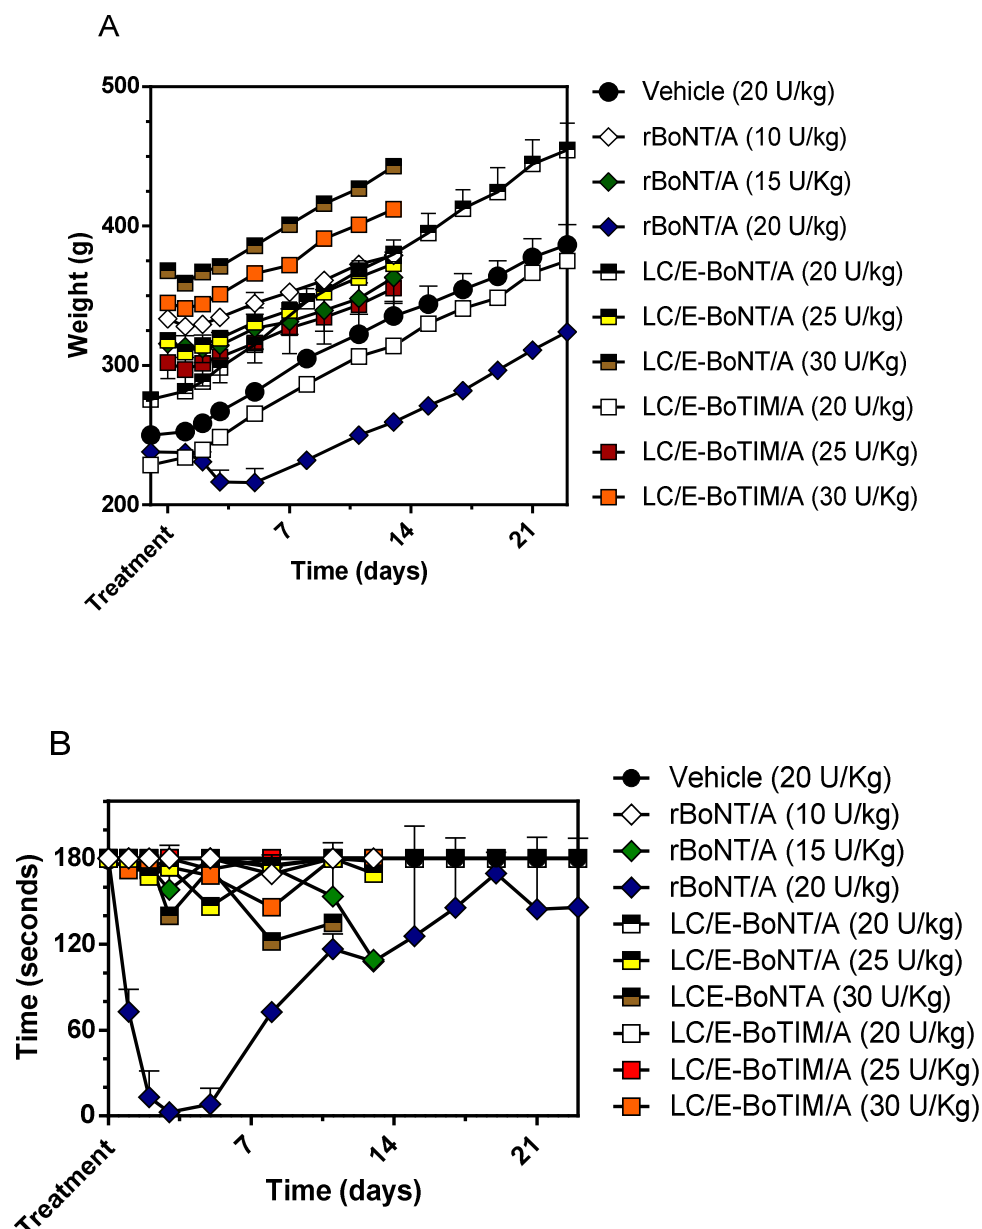 A
500
400
300
200
Weight (g)
Treatment
7
14
21
Time (days)
Vehicle (20 U/kg)
rBoNT/A (10 U/kg)
rBoNT/A (15 U/Kg)
rBoNT/A (20 U/kg)
LC/E-BoNT/A (20 U/kg)
LC/E-BoNT/A (25 U/kg)
LC/E-BoNT/A (30 U/Kg)
LC/E-BoTIM/A (20 U/kg)
LC/E-BoTIM/A (25 U/Kg)
LC/E-BoTIM/A (30 U/Kg)
B
180
120
60
0
Time (seconds)
Treatment
7
14
21
Time (days)
Vehicle (20 U/Kg)
rBoNT/A (10 U/kg)
rBoNT/A (15 U/Kg)
rBoNT/A (20 U/kg)
LC/E-BoNT/A (20 U/kg)
LC/E-BoNT/A (25 U/kg)
LCE-BoNTA (30 U/Kg)
LC/E-BoTIM/A (20 U/kg)
LC/E-BoTIM/A (25 U/Kg)
LC/E-BoTIM/A (30 U/Kg)